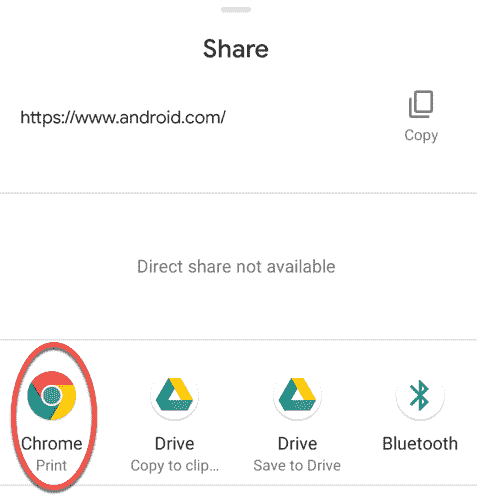 Share
https://www.android.com/
Copy
Direct share not available
Chrome Drive Drive Bluetooth
Print Copy to clip... Save to Drive